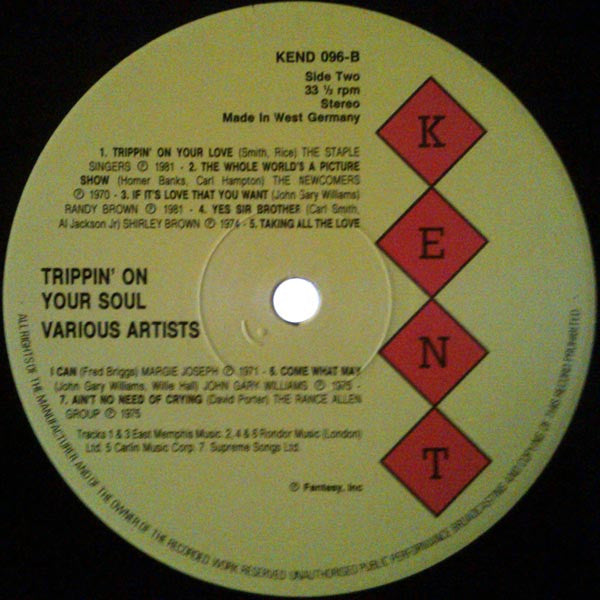 KEND 096-B
Side Two
33 ⅓ rpm
Stereo
Made In West Germany
1. TRIPPIN' ON YOUR LOVE (Smith, Rice) THE STAPLE
SINGERS ℗ 1981 - 2. THE WHOLE WORLD'S A PICTURE
SHOW (Homer Banks, Carl Hampton) THE NEWCOMERS
℗ 1970 - 3. IF IT'S LOVE THAT YOU WANT (John Gary Williams)
RANDY BROWN ℗ 1981 - 4. YES SIR BROTHER (Carl Smith,
Al Jackson Jr) SHIRLEY BROWN ℗ 1974 - 5. TAKING ALL THE LOVE
TRIPPIN' ON
YOUR SOUL
VARIOUS ARTISTS
I CAN (Fred Briggs) MARGIE JOSEPH ℗ 1971 - 6. COME WHAT MAY
(John Gary Williams, Willie Hall) JOHN GARY WILLIAMS ℗ 1975 -
7. AIN'T NO NEED OF CRYING (David Porter) THE RANCE ALLEN
GROUP ℗ 1975
Tracks 1 & 3 East Memphis Music. 2, 4 & 6 Rondor Music (London)
Ltd. 5 Carlin Music Corp. 7. Supreme Songs Ltd.
℗ Fantasy, Inc
K
E
N
T
· ALL RIGHTS OF THE MANUFACTURER AND OF THE OWNER OF THE RECORDED WORK RESERVED UNAUTHORISED PUBLIC PERFORMANCE BROADCASTING AND COPYING OF THIS RECORD PROHIBITED ·